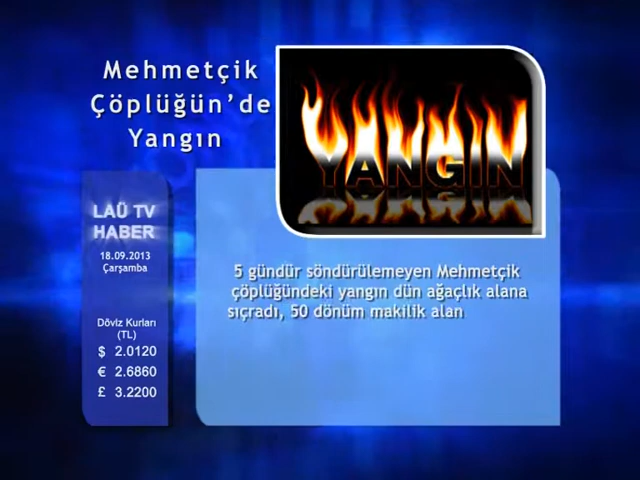 Mehmetçik
Çöplüğün’de
Yangın
YANGIN
LAÜ TV
HABER
18.09.2013
Çarşamba
Döviz Kurları
(TL)
$ 2.0120
€ 2.6860
£ 3.2200
5 gündür söndürülemeyen Mehmetçik
çöplüğündeki yangın dün ağaçlık alana
sıçradı, 50 dönüm makilik alan